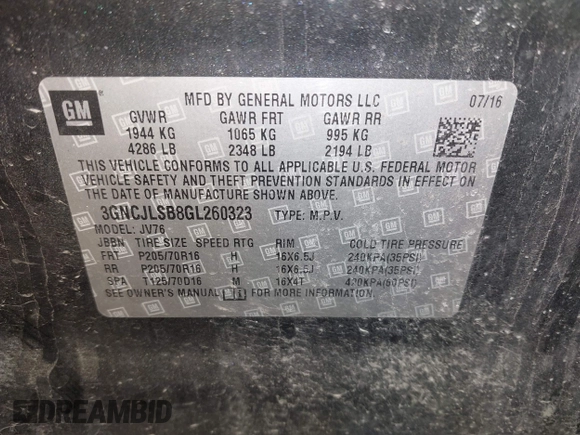 GM
MFD BY GENERAL MOTORS LLC 07/16
GVWR GAWR FRT GAWR RR
1944 KG 1065 KG 995 KG
4286 LB 2348 LB 2194 LB
THIS VEHICLE CONFORMS TO ALL APPLICABLE U.S. FEDERAL MOTOR
VEHICLE SAFETY AND THEFT PREVENTION STANDARDS IN EFFECT ON
THE DATE OF MANUFACTURE SHOWN ABOVE.
3GNCJLSB8GL260323 TYPE: M.P.V.
MODEL: JV76
JBBN TIRE SIZE SPEED RTG RIM COLD TIRE PRESSURE
FRT P205/70R16 H 16X6.5J 240KPA(35PSI)
RR P205/70R16 H 16X6.5J 240KPA(35PSI)
SPA T125/70D16 M 16X4T 420KPA(60PSI)
SEE OWNER'S MANUAL FOR MORE INFORMATION.
DREAMBID